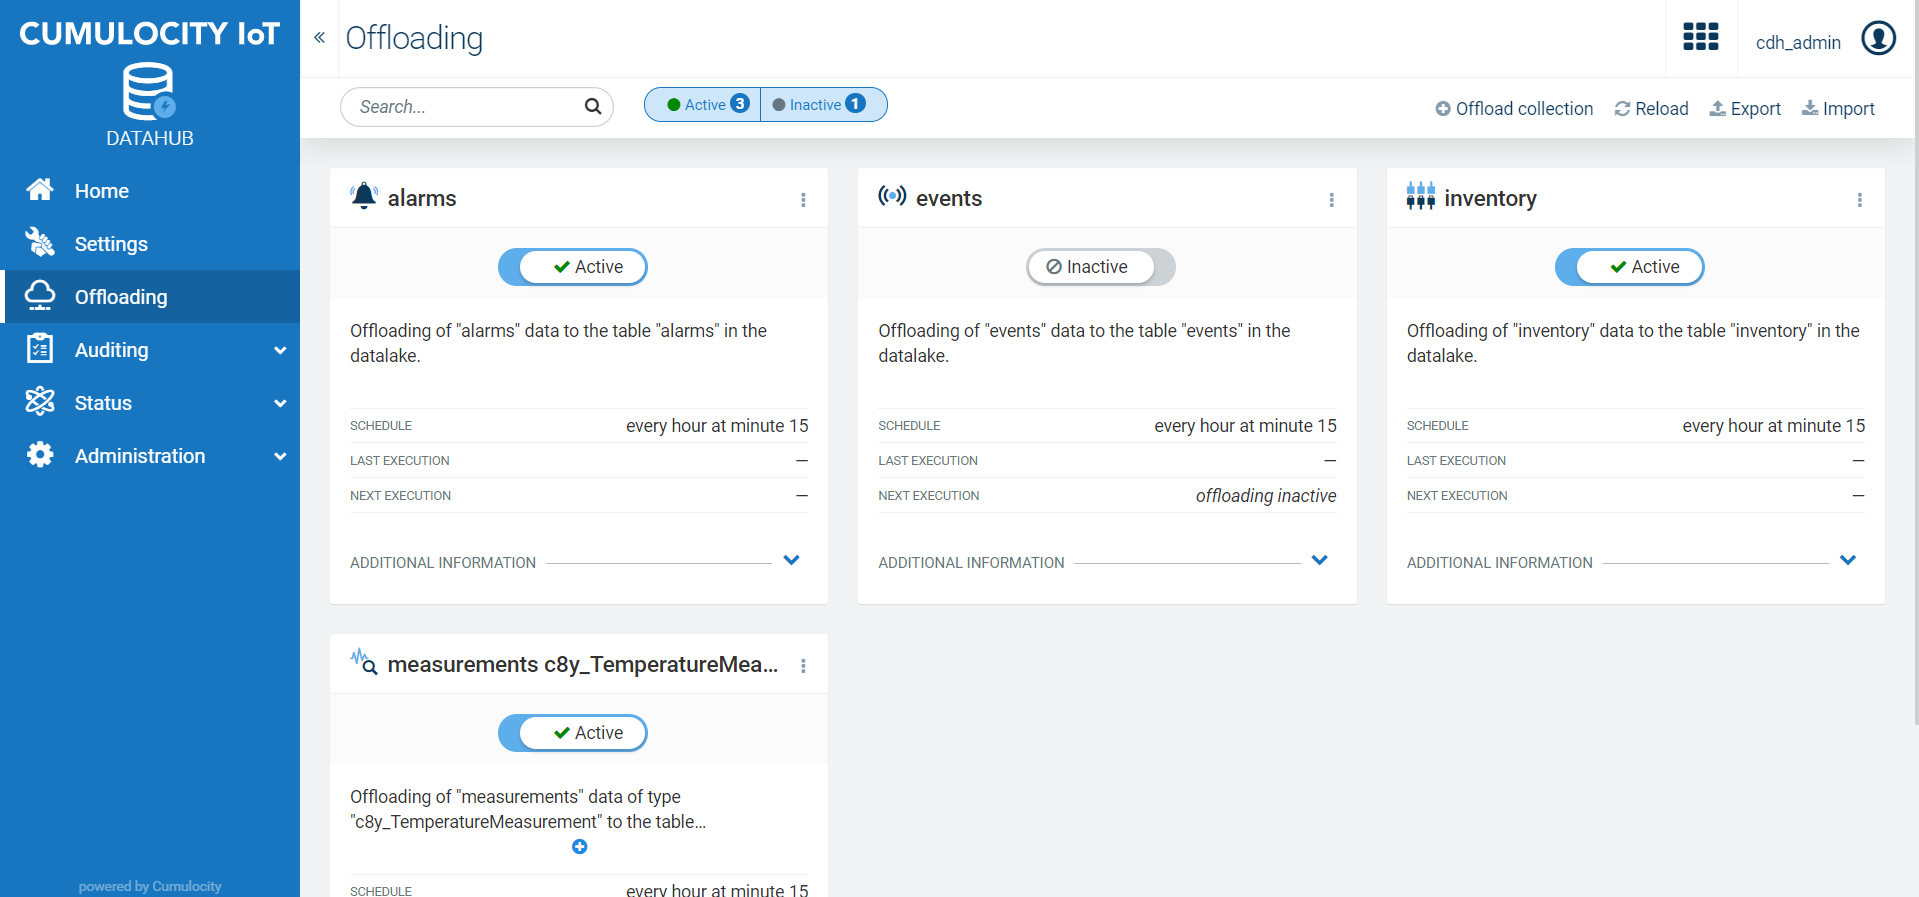 CUMULOCITY IoT
DATAHUB
Home
Settings
Offloading
Auditing
Status
Administration
powered by Cumulocity
« Offloading
cdh_admin
Search...
Active 3 Inactive 1
Offload collection Reload Export Import
alarms
Active
Offloading of "alarms" data to the table "alarms" in the
datalake.
SCHEDULE every hour at minute 15
LAST EXECUTION —
NEXT EXECUTION —
ADDITIONAL INFORMATION
events
Inactive
Offloading of "events" data to the table "events" in the
datalake.
SCHEDULE every hour at minute 15
LAST EXECUTION —
NEXT EXECUTION offloading inactive
ADDITIONAL INFORMATION
inventory
Active
Offloading of "inventory" data to the table "inventory" in the
datalake.
SCHEDULE every hour at minute 15
LAST EXECUTION —
NEXT EXECUTION —
ADDITIONAL INFORMATION
measurements c8y_TemperatureMea...
Active
Offloading of "measurements" data of type
"c8y_TemperatureMeasurement" to the table...
SCHEDULE every hour at minute 15